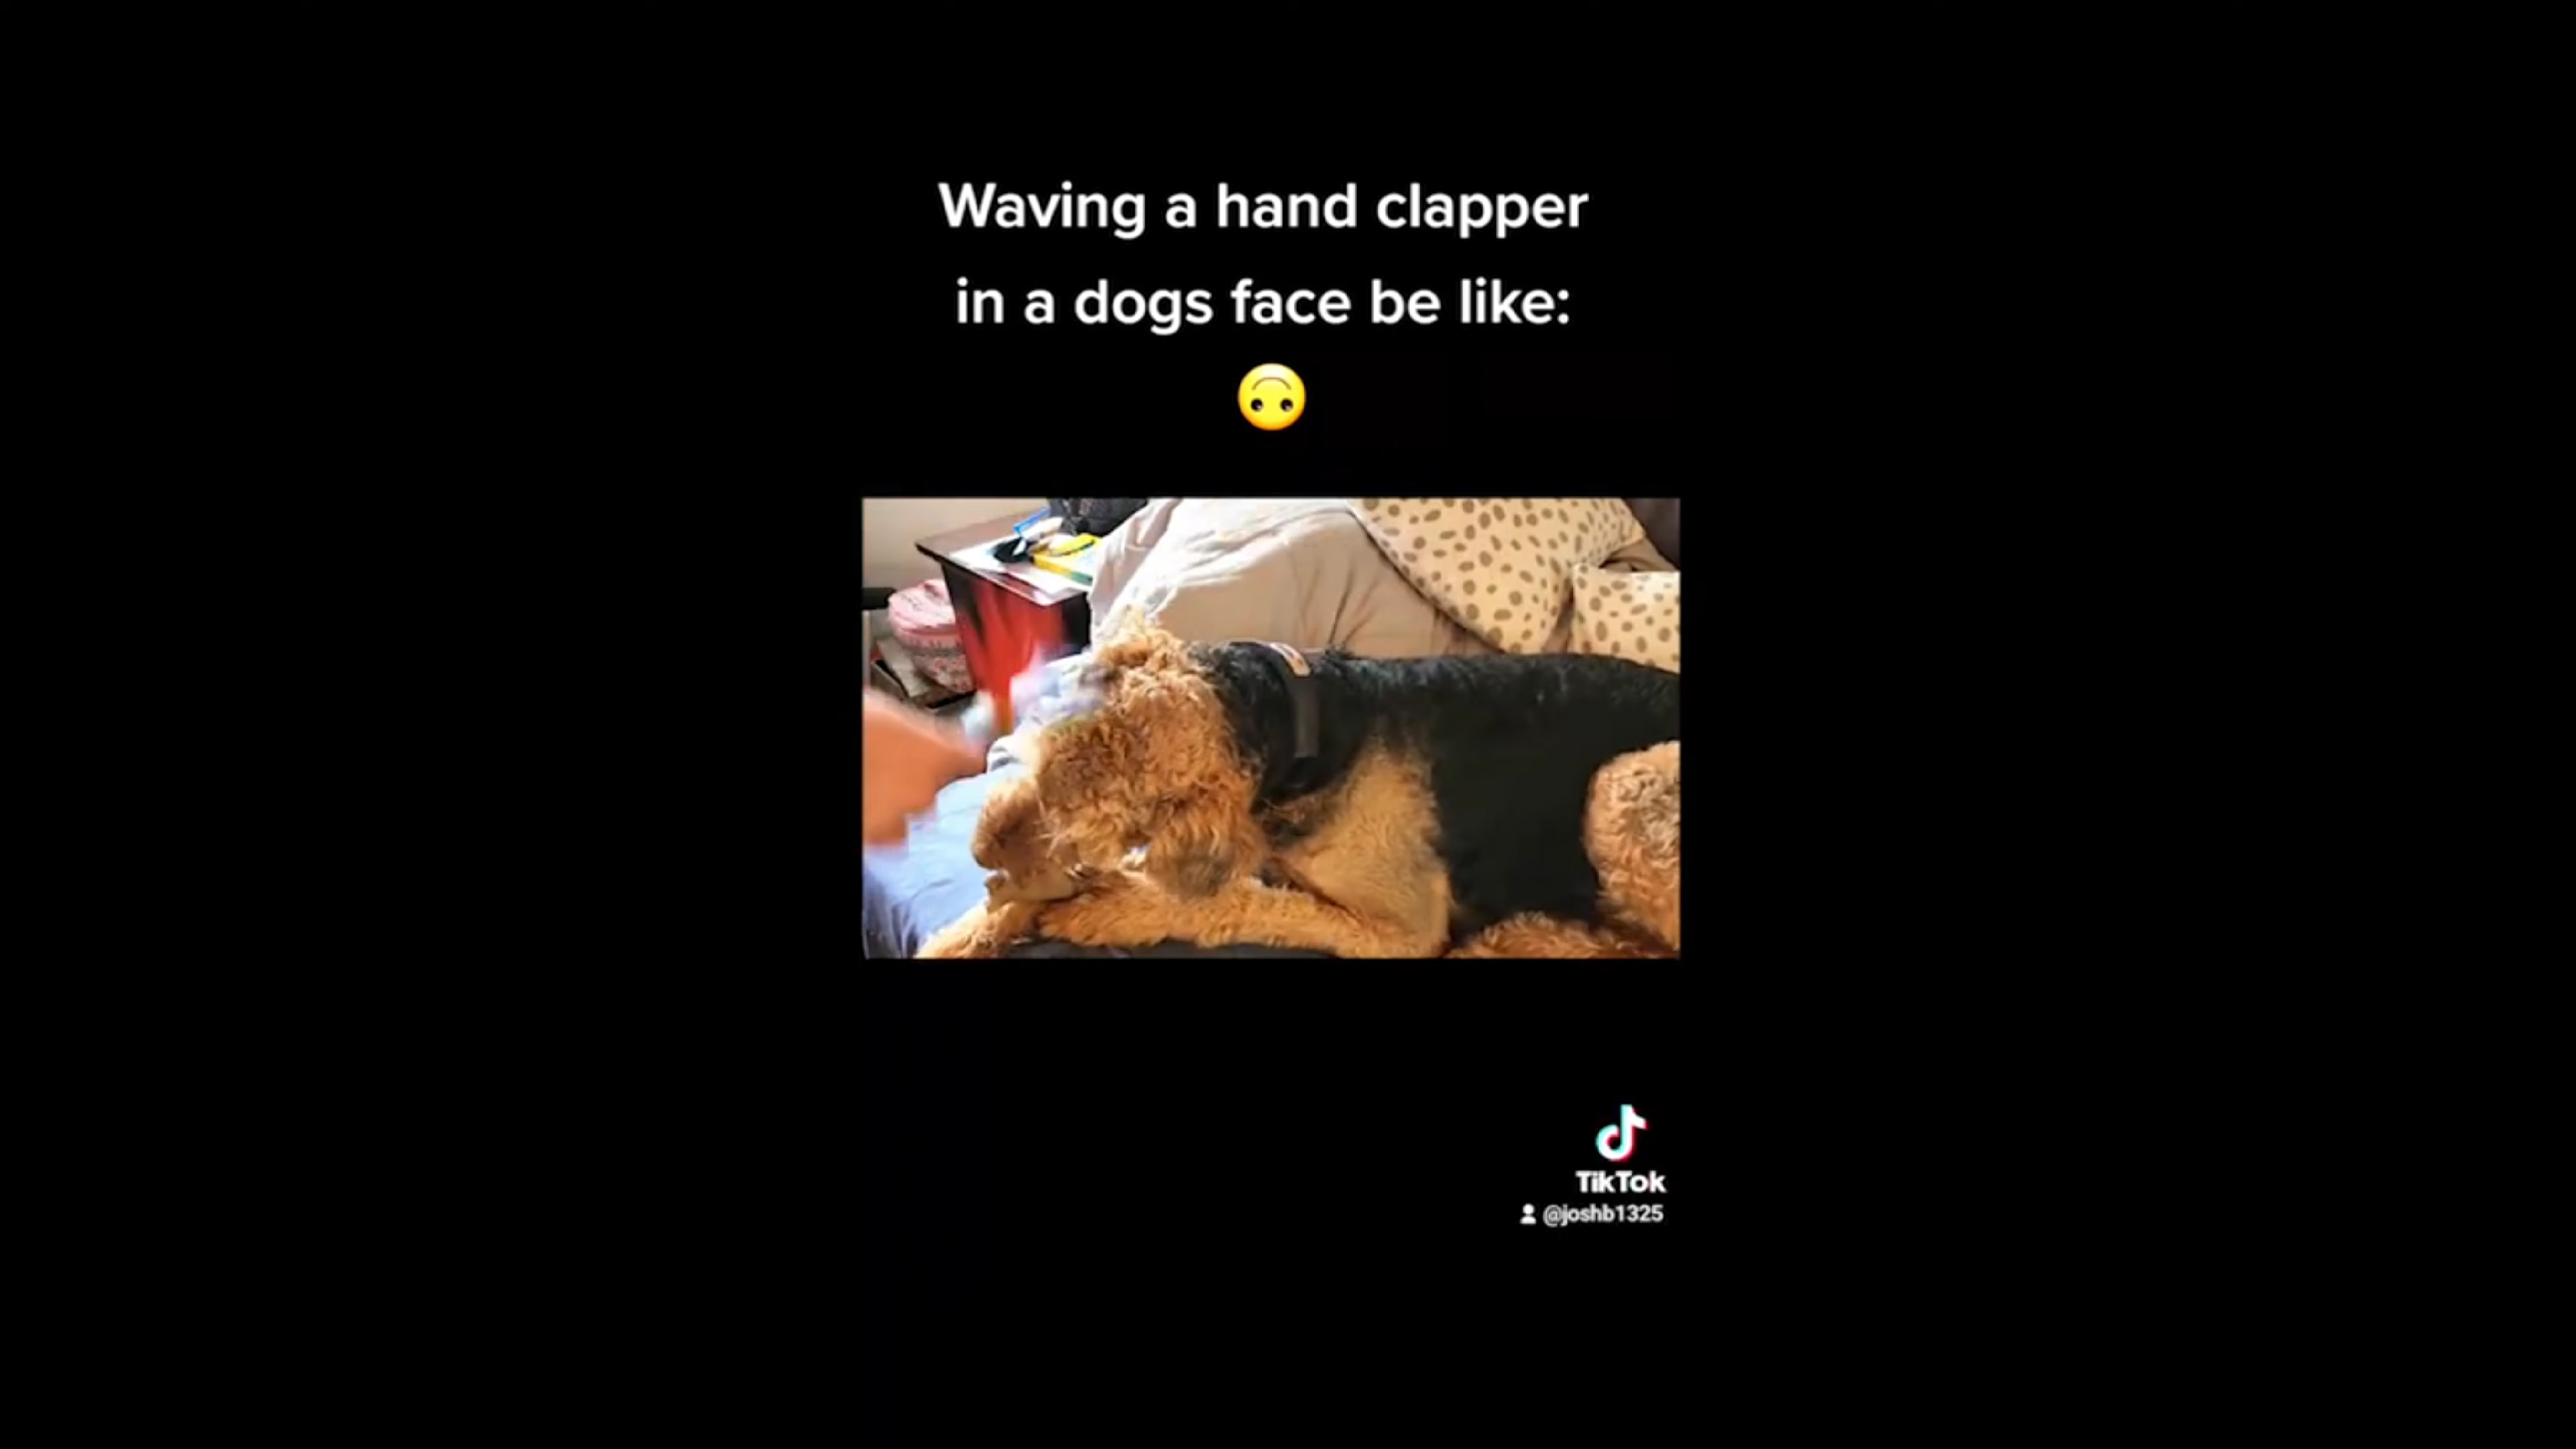 Waving a hand clapper
in a dogs face be like:
🙃
TikTok
@joshb1325